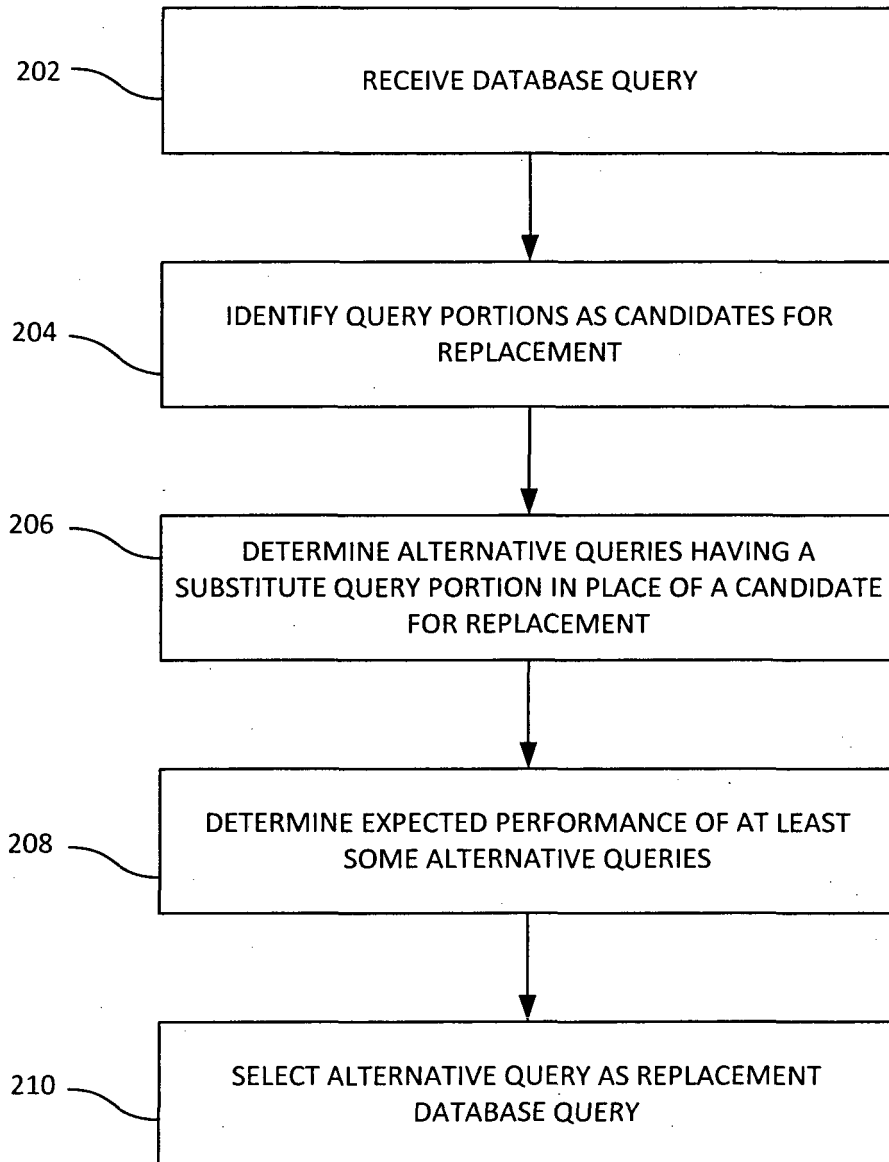 202
RECEIVE DATABASE QUERY
204
IDENTIFY QUERY PORTIONS AS CANDIDATES FOR
REPLACEMENT
206
DETERMINE ALTERNATIVE QUERIES HAVING A
SUBSTITUTE QUERY PORTION IN PLACE OF A CANDIDATE
FOR REPLACEMENT
208
DETERMINE EXPECTED PERFORMANCE OF AT LEAST
SOME ALTERNATIVE QUERIES
210
SELECT ALTERNATIVE QUERY AS REPLACEMENT
DATABASE QUERY